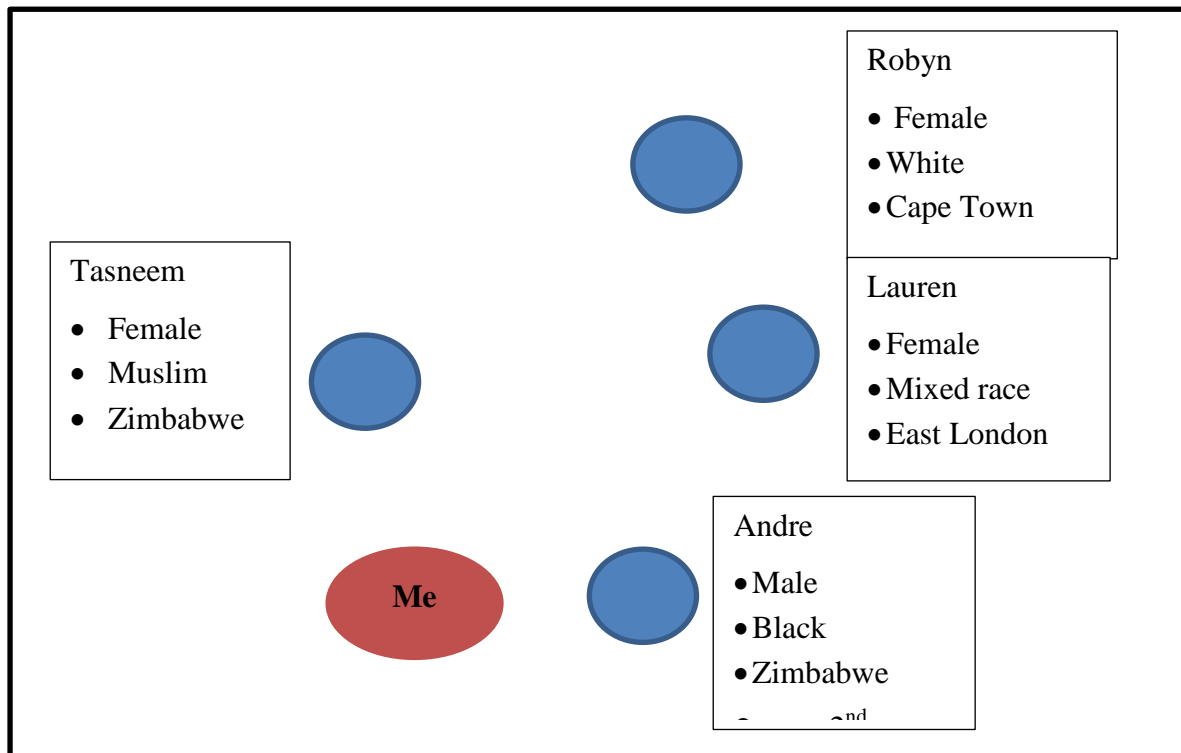 Robyn
• Female
• White
• Cape Town
Tasneem
• Female
• Muslim
• Zimbabwe
Lauren
• Female
• Mixed race
• East London
Me
Andre
• Male
• Black
• Zimbabwe